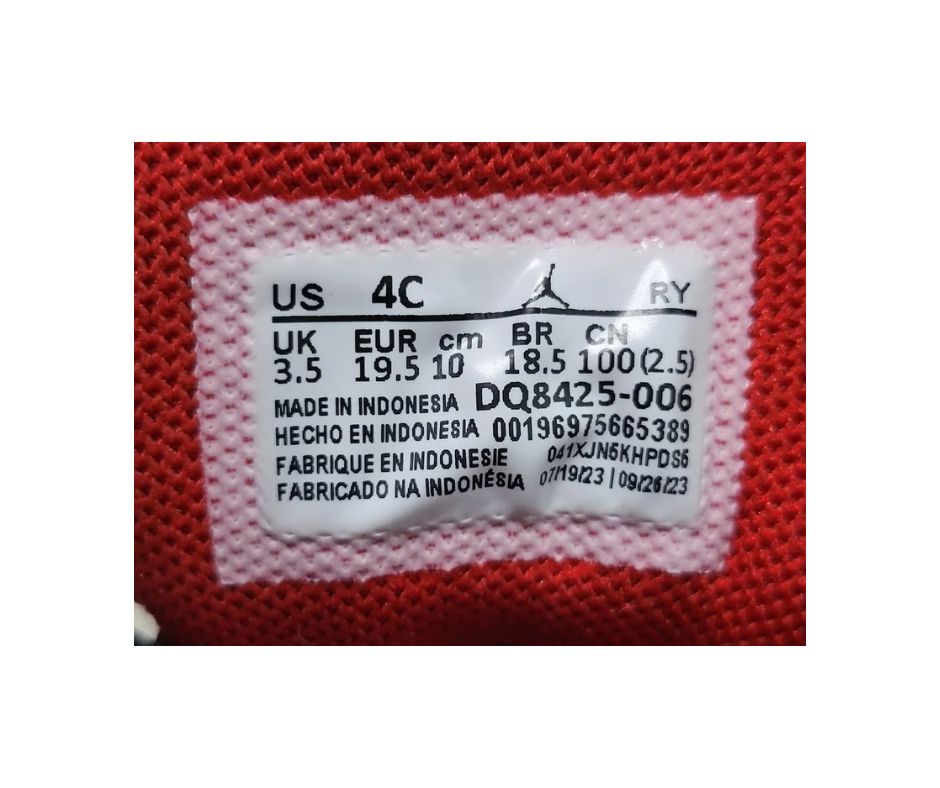 US 4C RY
UK EUR cm BR CN
3.5 19.5 10 18.5 100 (2.5)
MADE IN INDONESIA DQ8425-006
HECHO EN INDONESIA 00196975665389
FABRIQUE EN INDONESIE 041XJN6KHPDS6
FABRICADO NA INDONÉSIA 07/19/23 | 09/26/23